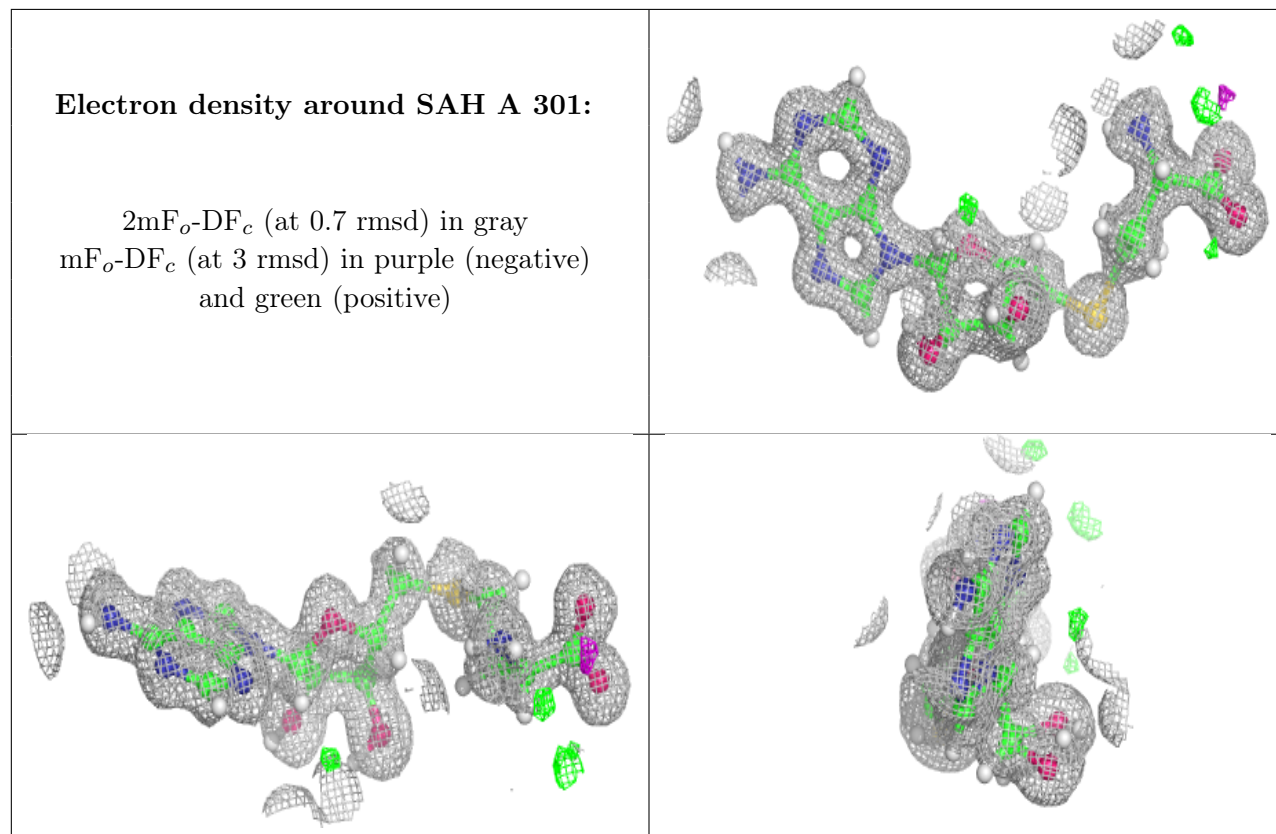 Electron density around SAH A 301:
2mFo-DFc (at 0.7 rmsd) in gray
mFo-DFc (at 3 rmsd) in purple (negative)
and green (positive)